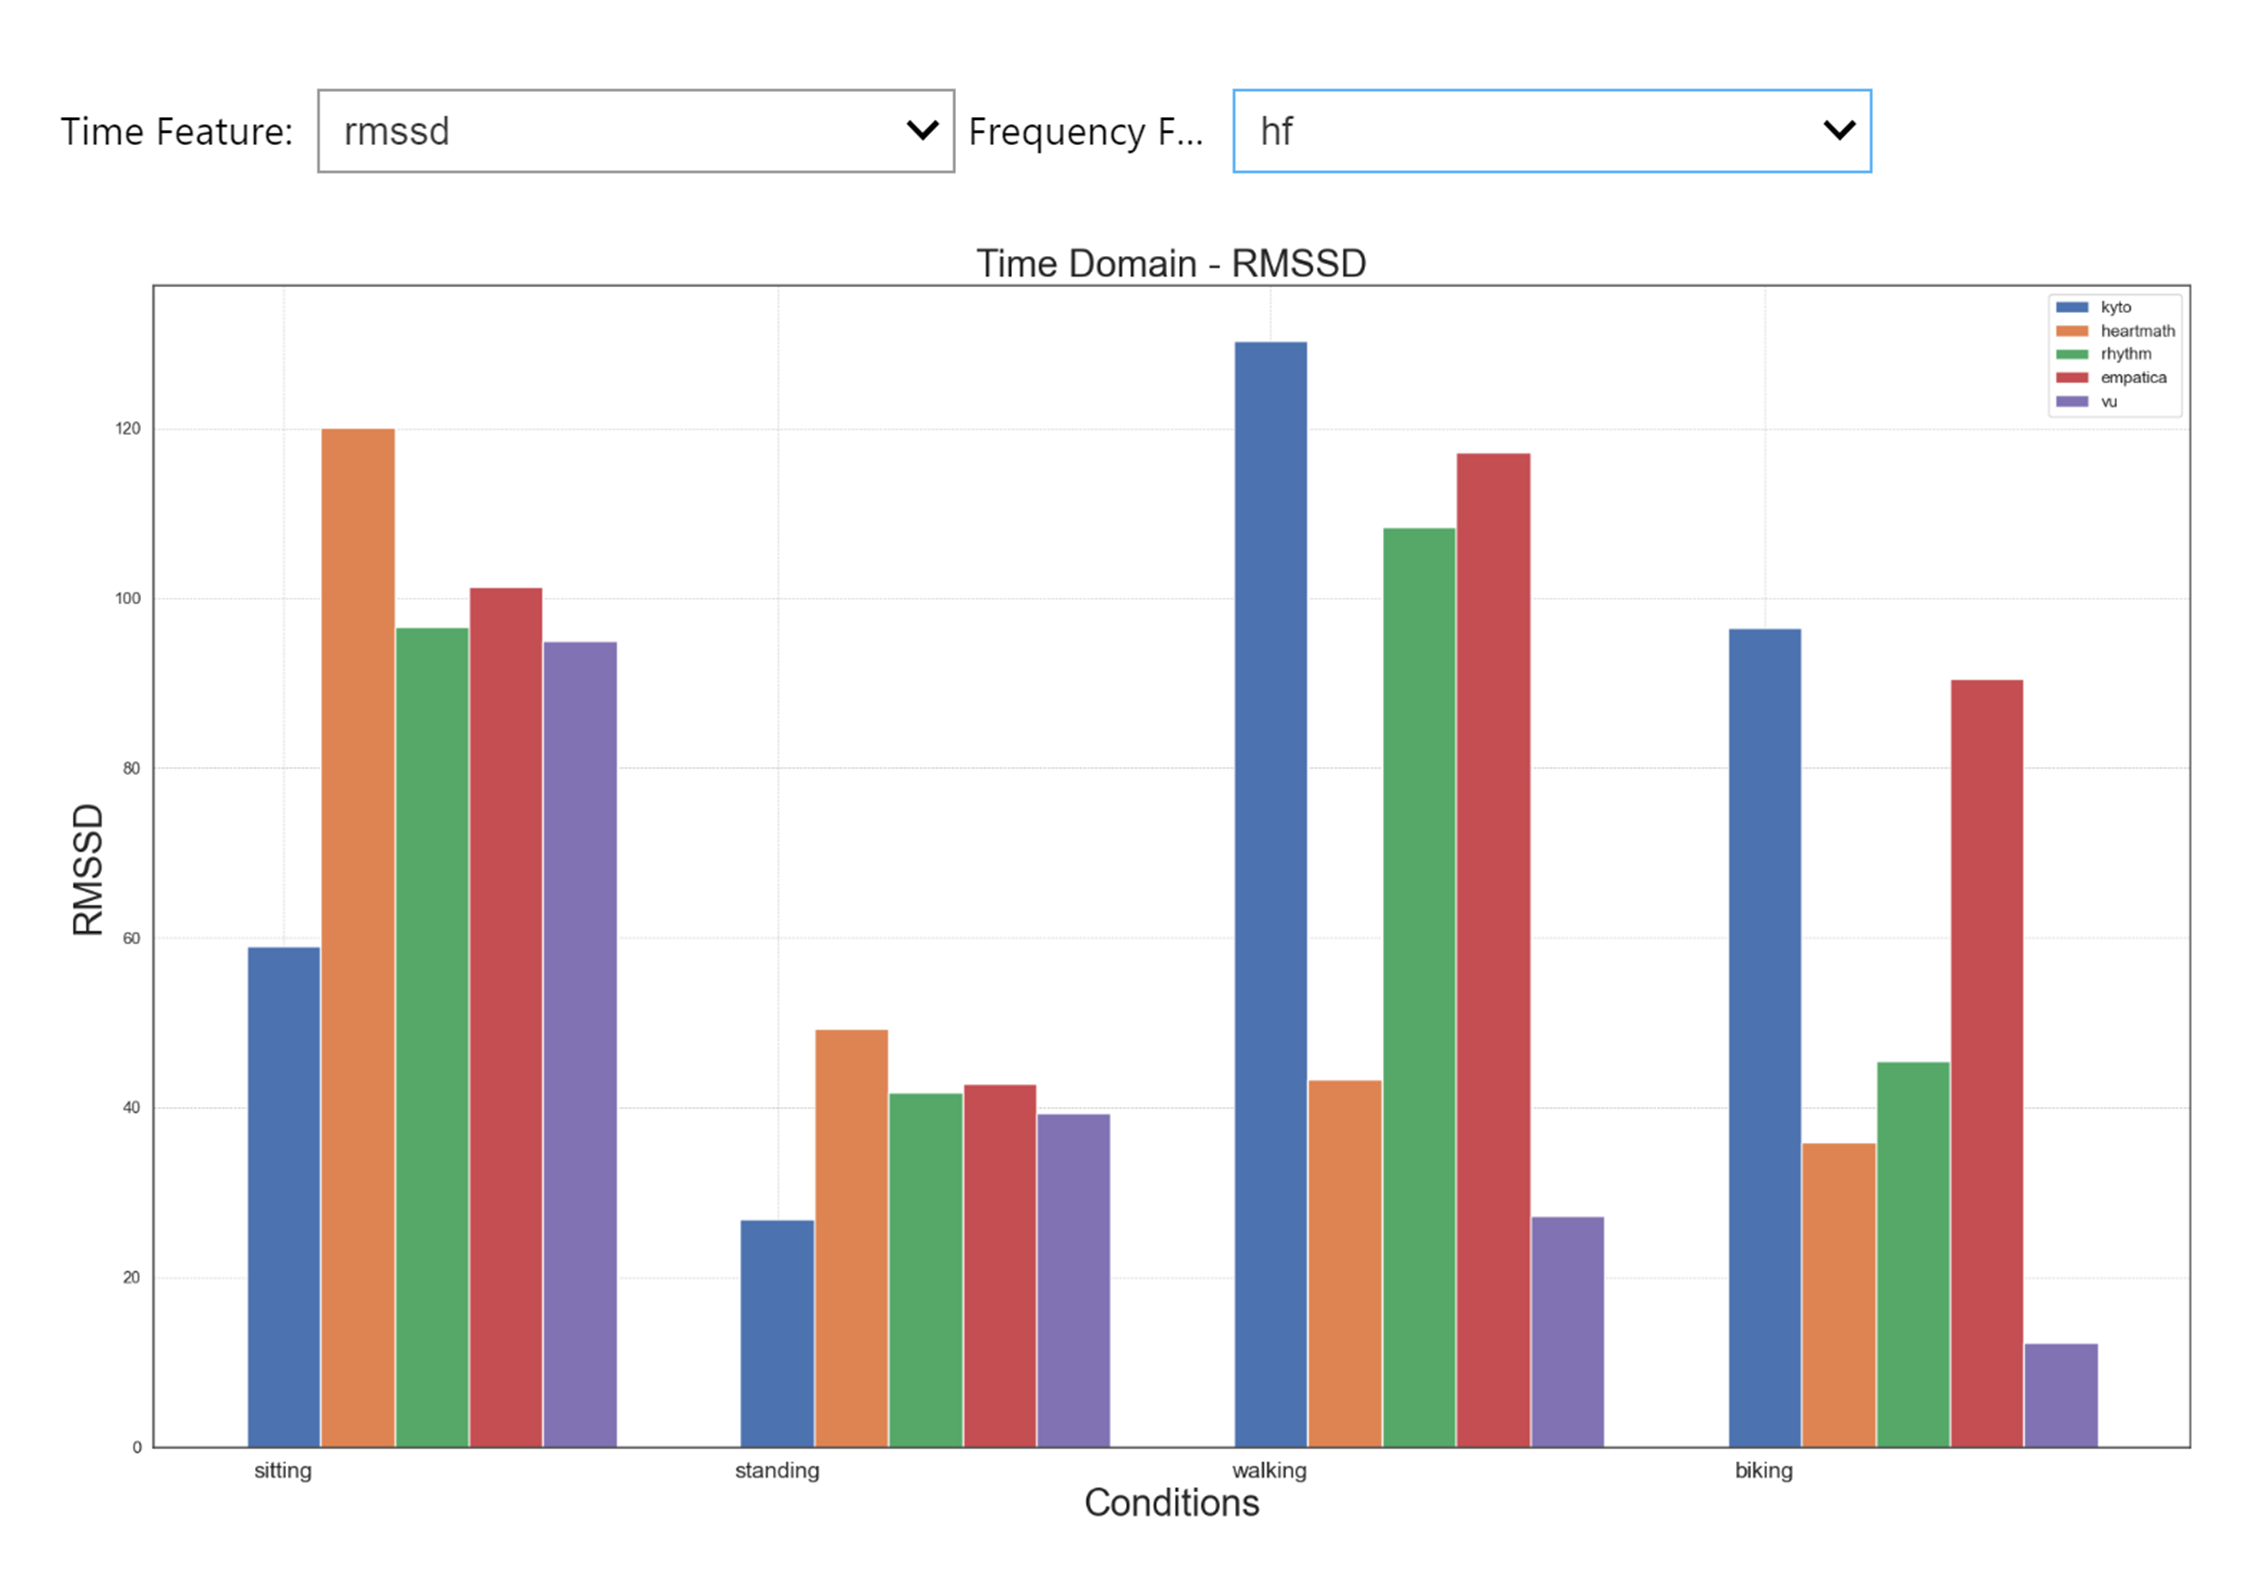 Time Feature: rmssd Frequency F... hf
Time Domain - RMSSD
kyto
heartmath
rhythm
empatica
vu
120
100
80
60
40
20
0
RMSSD
sitting standing walking biking
Conditions